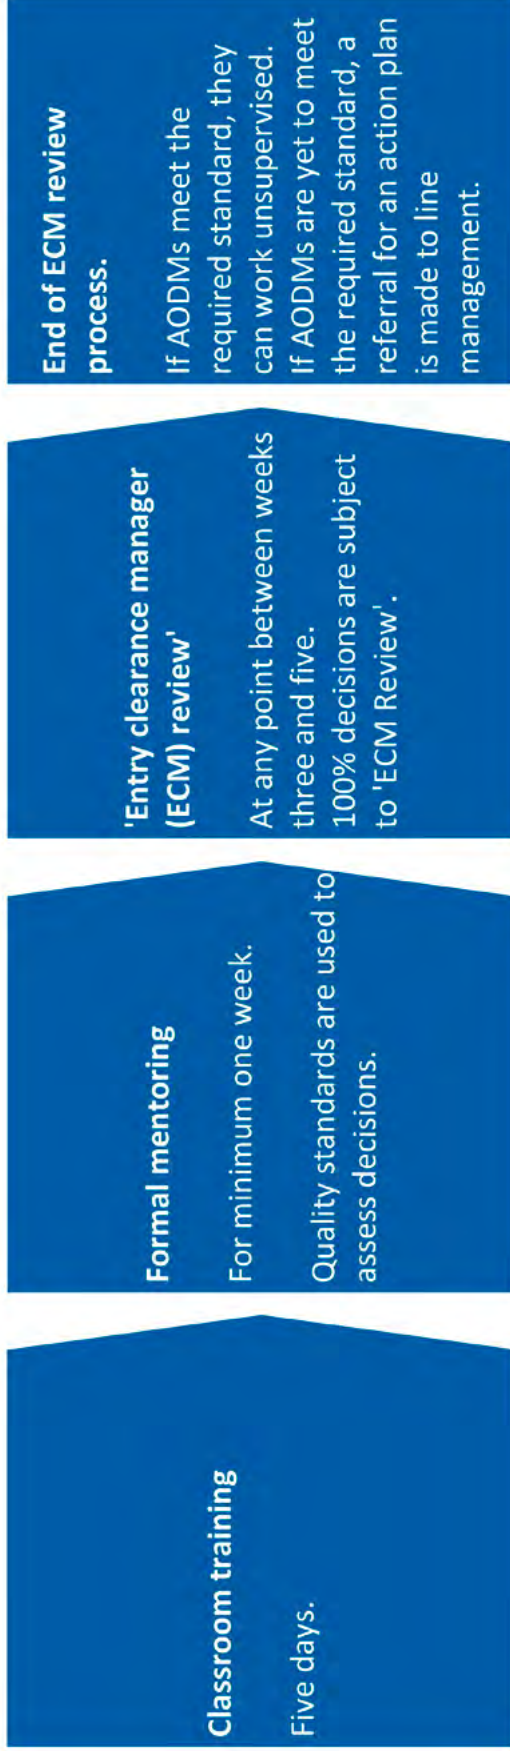 Classroom training
Five days.
Formal mentoring
For minimum one week.
Quality standards are used to
assess decisions.
'Entry clearance manager
(ECM) review'
At any point between weeks
three and five.
100% decisions are subject
to 'ECM Review'.
End of ECM review
process.
If AODMs meet the
required standard, they
can work unsupervised.
If AODMs are yet to meet
the required standard, a
referral for an action plan
is made to line
management.